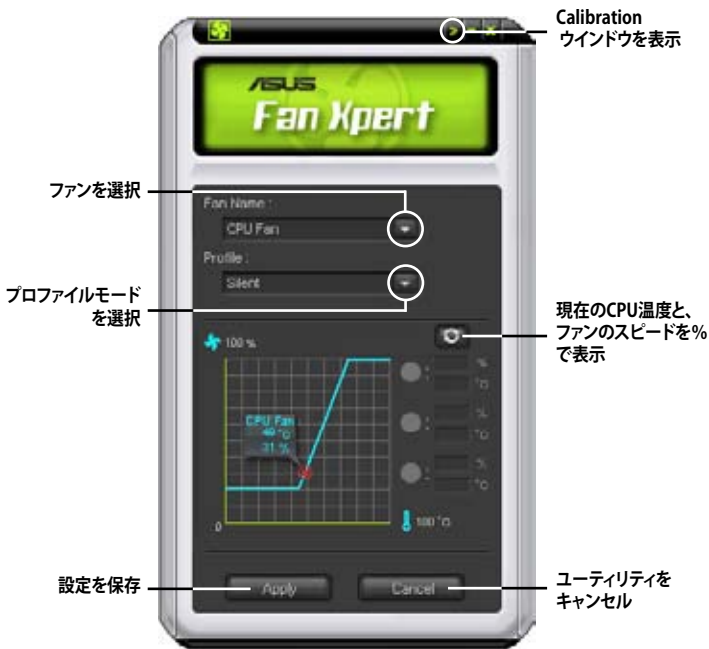 Calibration
ウインドウを表示
ASUS
Fan Xpert
ファンを選択
Fan Name :
CPU Fan
Profile :
Silent
プロファイルモード
を選択
現在のCPU温度と、
ファンのスピードを%
で表示
100 %
: %
°C
CPU Fan
°C
31 %
: %
°C
: %
°C
0
100 °C
設定を保存
Apply
Cancel
ユーティリティを
キャンセル